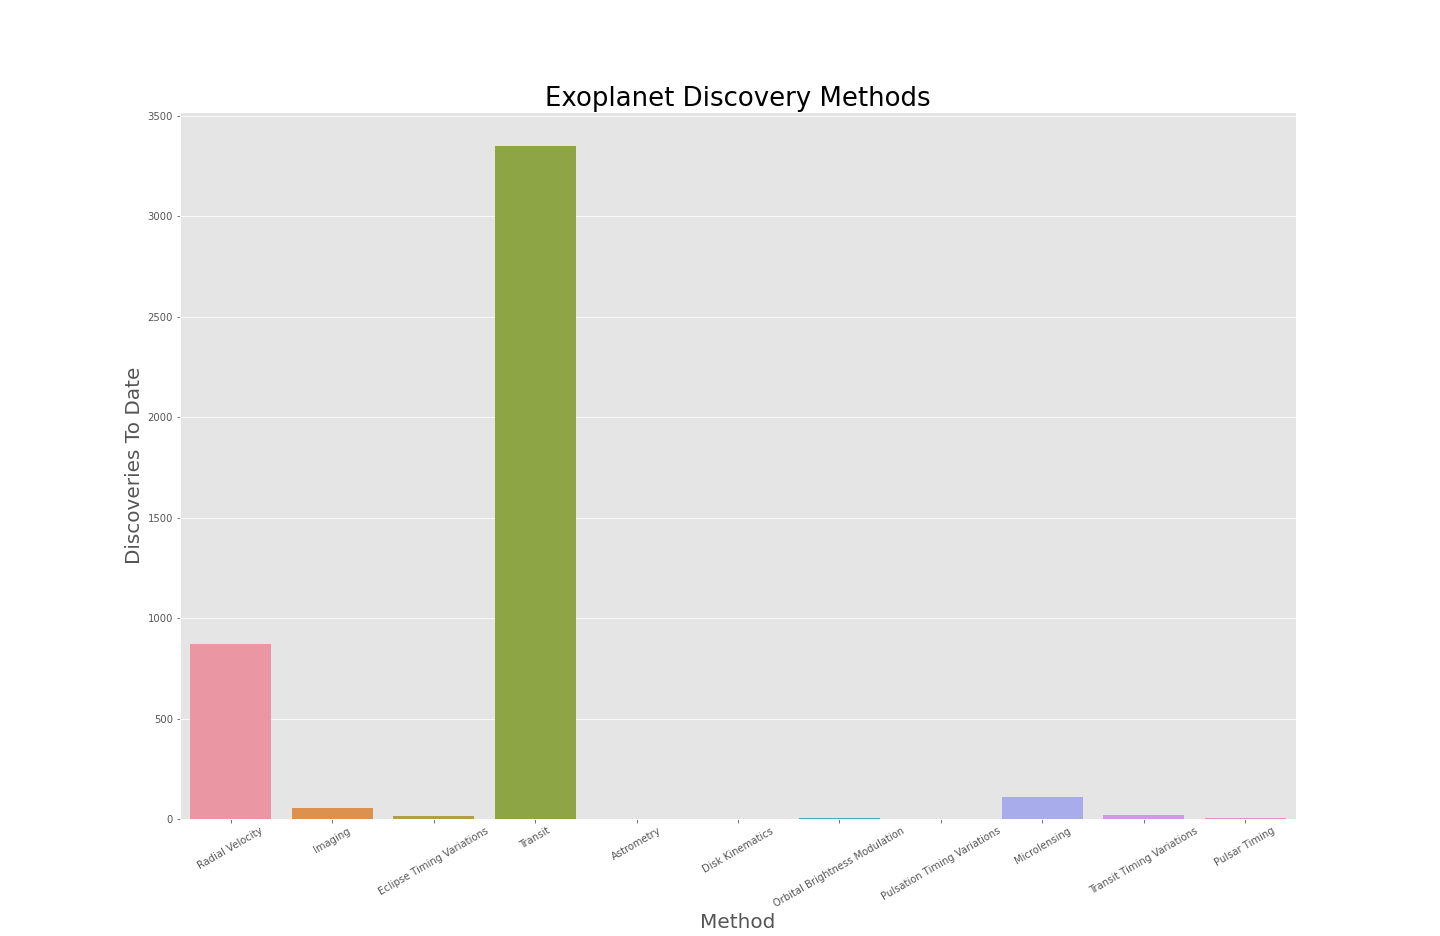 Exoplanet Discovery Methods
3500
3000
2500
2000
1500
1000
500
0
Discoveries To Date
Radial Velocity
Imaging
Eclipse Timing Variations
Transit
Astrometry
Disk Kinematics
Orbital Brightness Modulation
Pulsation Timing Variations
Microlensing
Transit Timing Variations
Pulsar Timing
Method